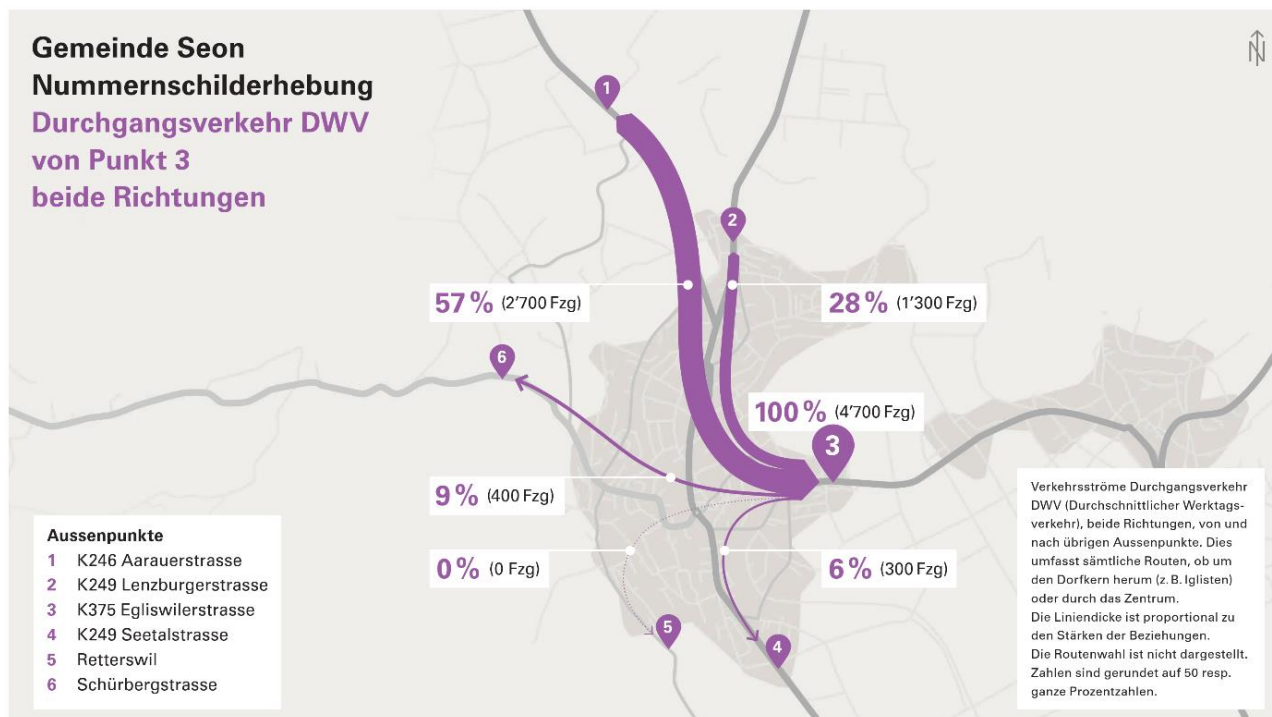 Gemeinde Seon
Nummernschilderhebung
Durchgangsverkehr DWV
von Punkt 3
beide Richtungen
N
1
2
57 % (2'700 Fzg)
28 % (1'300 Fzg)
6
100 % (4'700 Fzg)
3
9 % (400 Fzg)
0 % (0 Fzg)
6 % (300 Fzg)
5
4
Aussenpunkte
1 K246 Aarauerstrasse
2 K249 Lenzburgerstrasse
3 K375 Egliswilerstrasse
4 K249 Seetalstrasse
5 Retterswil
6 Schürbergstrasse
Verkehrsströme Durchgangsverkehr
DWV (Durchschnittlicher Werktags-
verkehr), beide Richtungen, von und
nach übrigen Aussenpunkte. Dies
umfasst sämtliche Routen, ob um
den Dorfkern herum (z. B. Iglisten)
oder durch das Zentrum.
Die Liniendicke ist proportional zu
den Stärken der Beziehungen.
Die Routenwahl ist nicht dargestellt.
Zahlen sind gerundet auf 50 resp.
ganze Prozentzahlen.